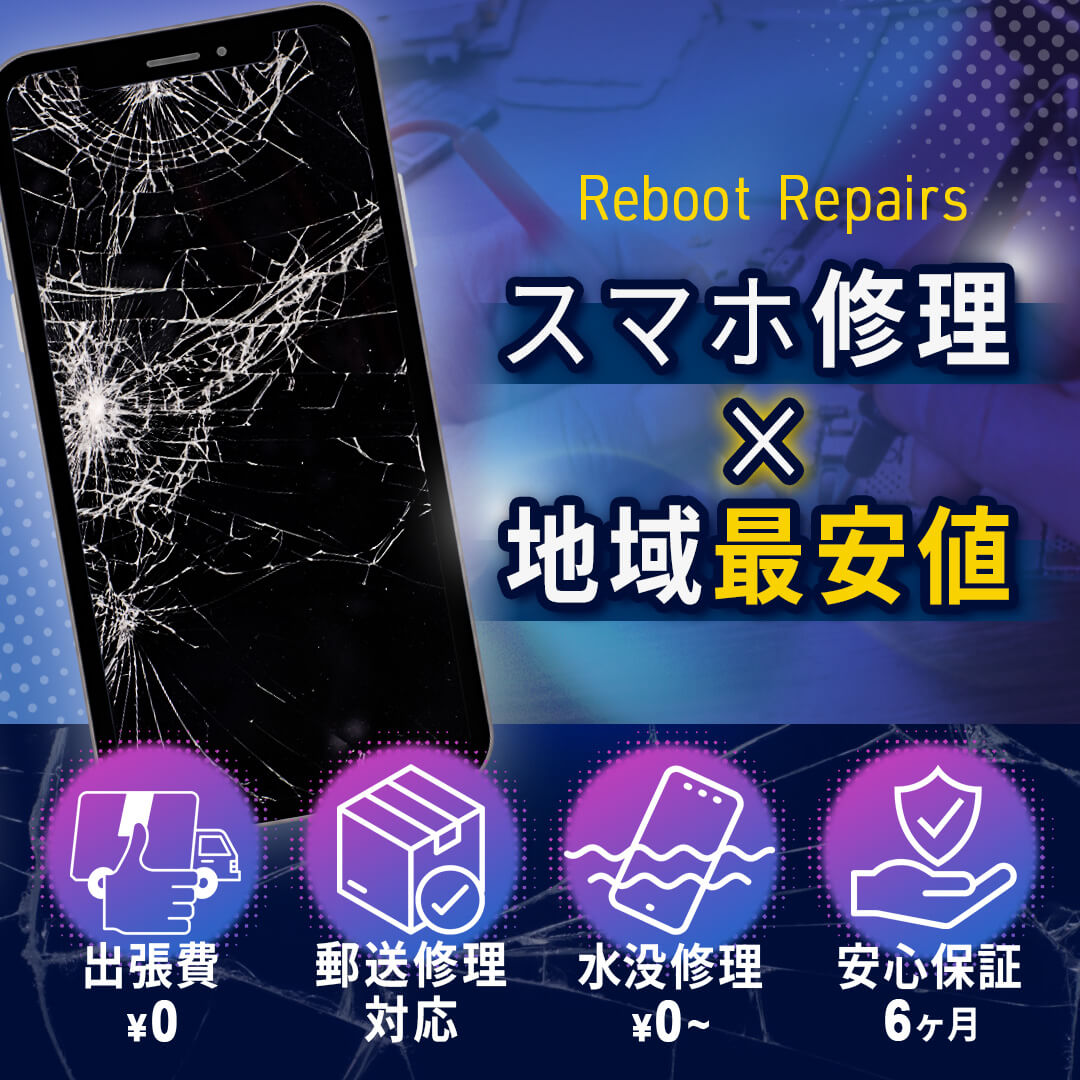 Reboot Repairs
スマホ修理
×
地域最安値
出張費
¥0
郵送修理
対応
水没修理
¥0~
安心保証
6ヶ月